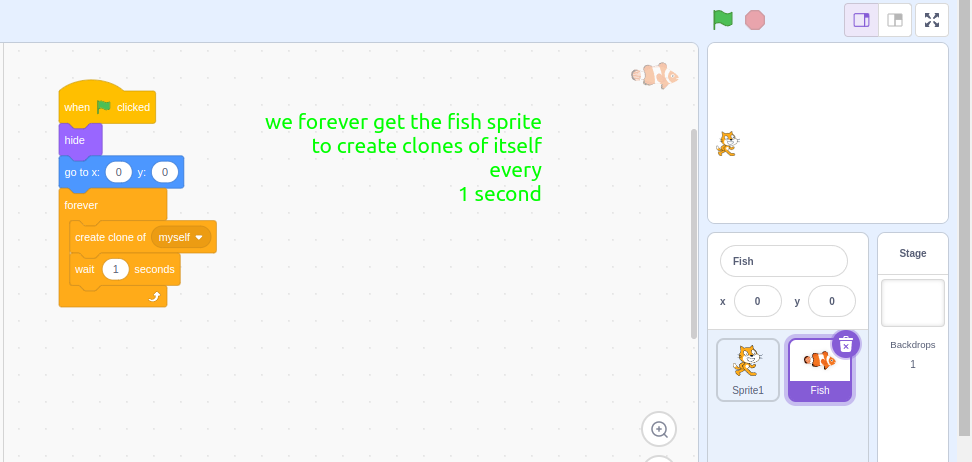 when clicked
hide
go to x: 0 y: 0
forever
create clone of myself
wait 1 seconds
we forever get the fish sprite
to create clones of itself
every
1 second
Fish
x 0 y 0
Sprite1
Fish
Stage
Backdrops
1